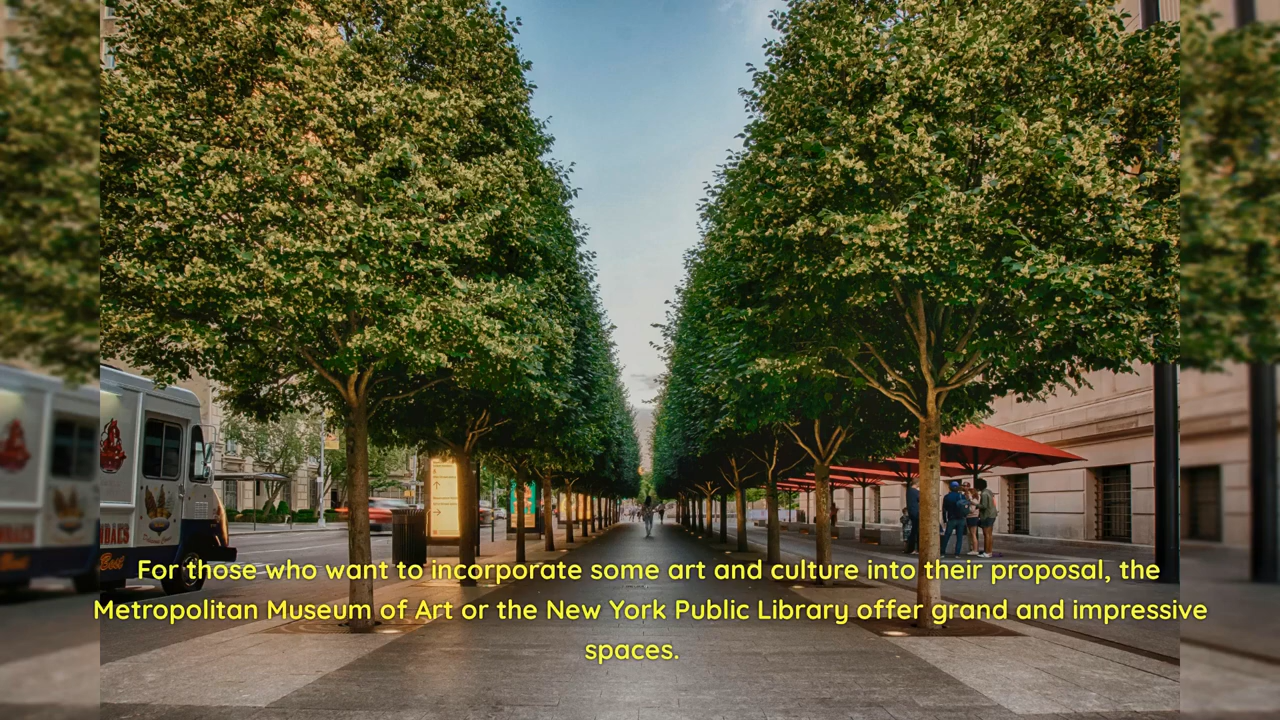 For those who want to incorporate some art and culture into their proposal, the
Metropolitan Museum of Art or the New York Public Library offer grand and impressive
spaces.